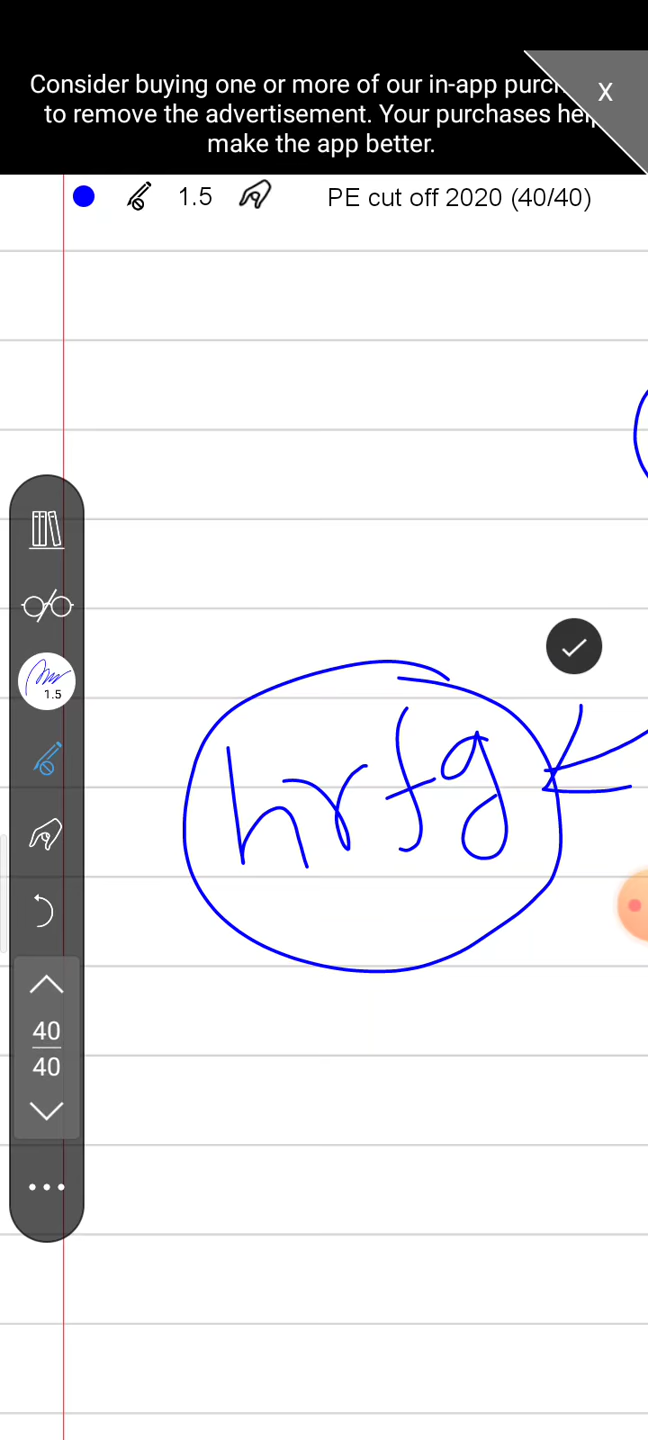 Consider buying one or more of our in-app purc
to remove the advertisement. Your purchases hel
make the app better.
X
1.5 PE cut off 2020 (40/40)
1.5
hrfg
40
40